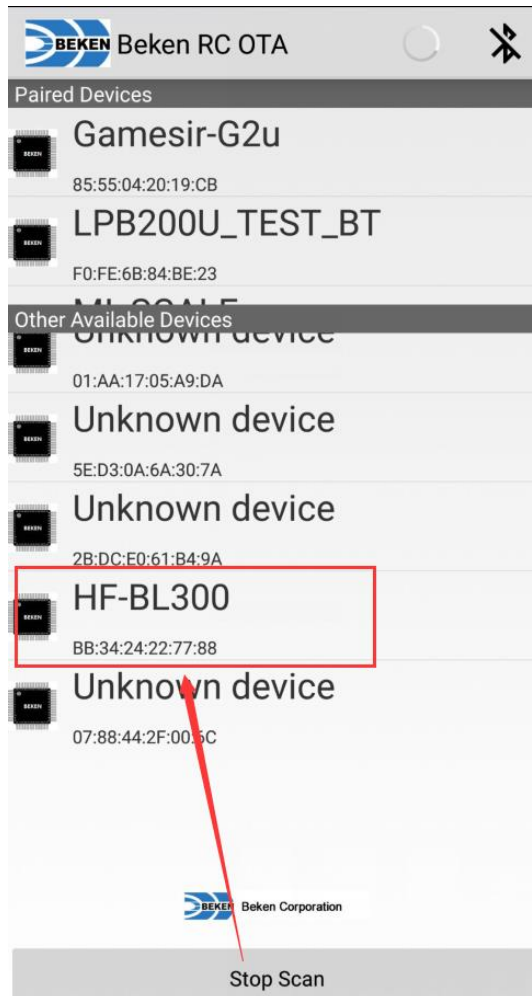 BEKEN Beken RC OTA
Paired Devices
BEKEN
Gamesir-G2u
85:55:04:20:19:CB
BEKEN
LPB200U_TEST_BT
F0:FE:6B:84:BE:23
Other Available Devices
Unknown device
BEKEN
01:AA:17:05:A9:DA
Unknown device
BEKEN
5E:D3:0A:6A:30:7A
Unknown device
BEKEN
2B:DC:E0:61:B4:9A
HF-BL300
BEKEN
BB:34:24:22:77:88
Unknown device
BEKEN
BEKEN Beken Corporation
Stop Scan